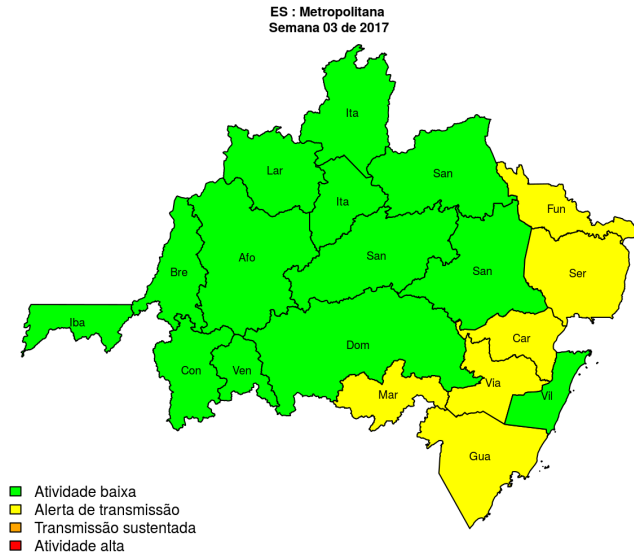 ES : Metropolitana
Semana 03 de 2017
Ita
Lar
San
Ita
Fun
Bre
Afo
San
San
Ser
Iba
Dom
Car
Con
Ven
Via
Mar
Vil
Gua
Atividade baixa
Alerta de transmissão
Transmissão sustentada
Atividade alta